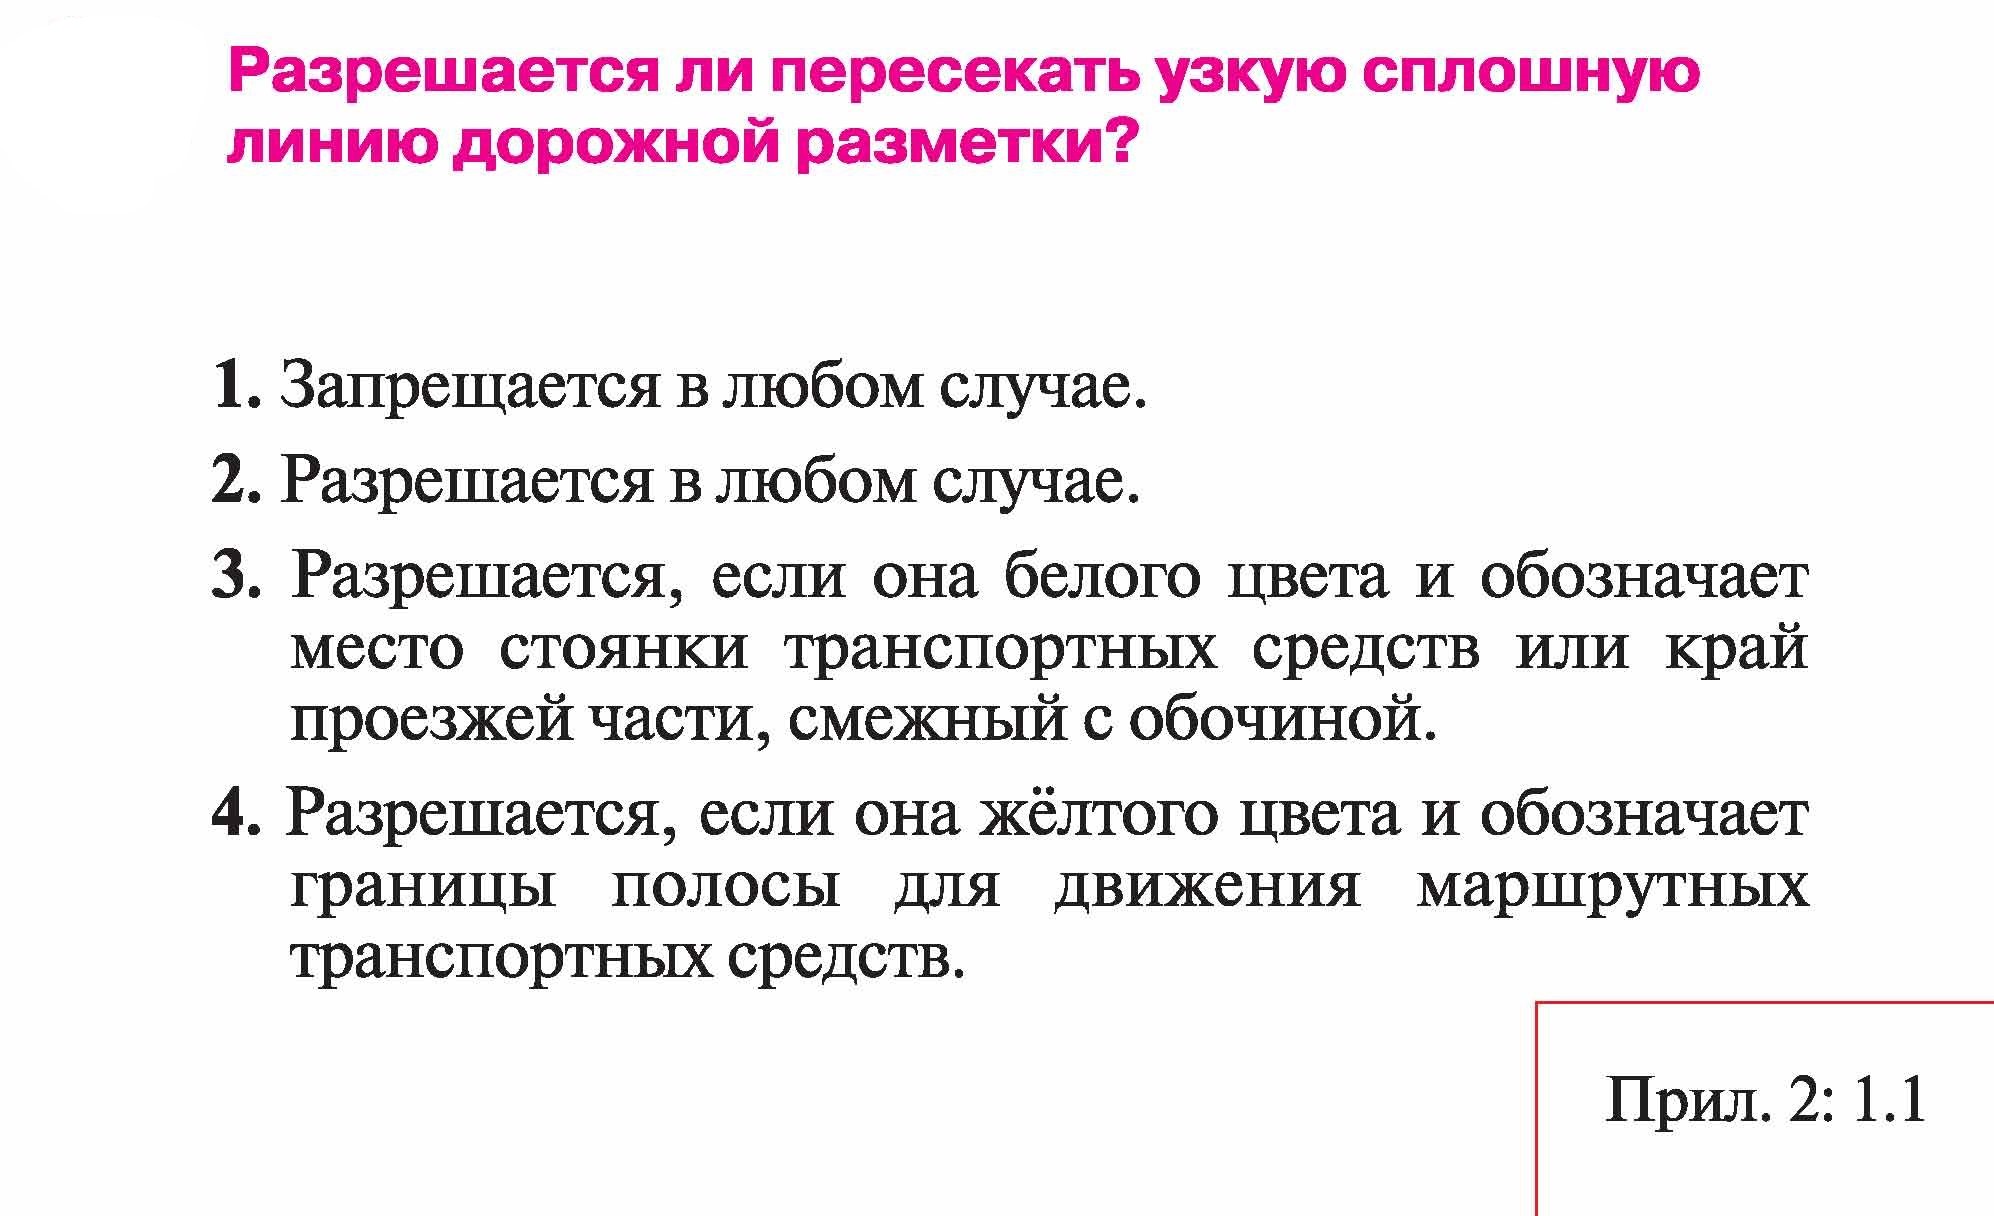 Разрешается ли пересекать узкую сплошную
линию дорожной разметки?
1. Запрещается в любом случае.
2. Разрешается в любом случае.
3. Разрешается, если она белого цвета и обозначает
место стоянки транспортных средств или край
проезжей части, смежный с обочиной.
4. Разрешается, если она жёлтого цвета и обозначает
границы полосы для движения маршрутных
транспортных средств.
Прил. 2: 1.1